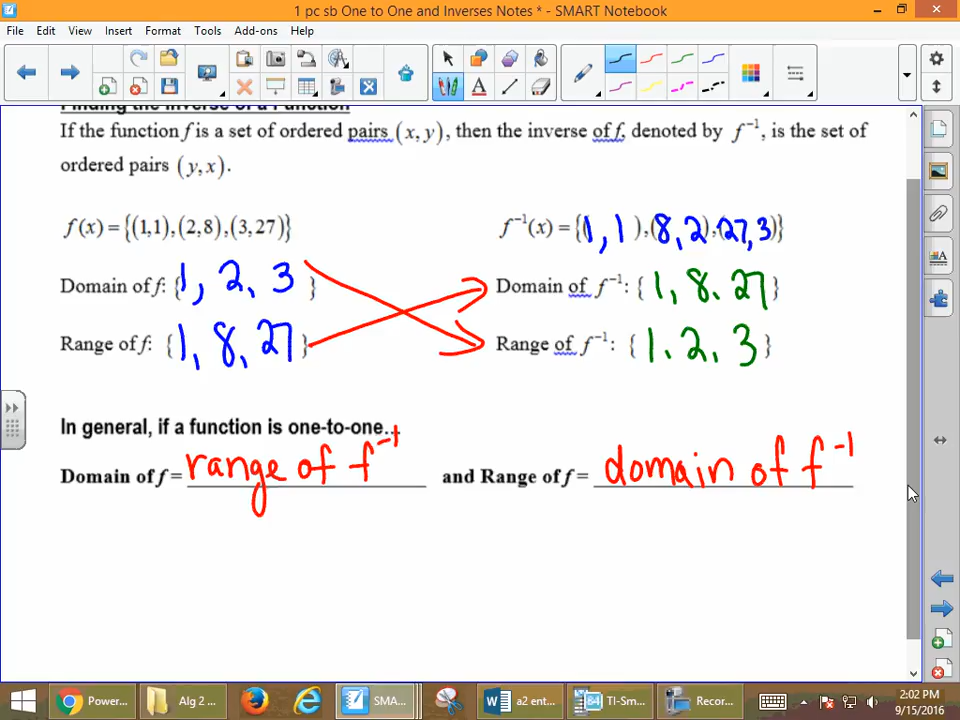 1 pc sb One to One and Inverses Notes * - SMART Notebook
File Edit View Insert Format Tools Add-ons Help
Finding the Inverse of a Function
If the function f is a set of ordered pairs (x, y), then the inverse of f, denoted by f⁻¹, is the set of
ordered pairs (y, x).
f(x) = {(1,1),(2,8),(3,27)} f⁻¹(x) = {(1, 1),(8, 2),(27, 3)}
Domain of f: {1, 2, 3} Domain of f⁻¹: {1, 8, 27}
Range of f: {1, 8, 27} Range of f⁻¹: {1, 2, 3}
In general, if a function is one-to-one...
Domain of f = range of f⁻¹ and Range of f = domain of f⁻¹
Power... Alg 2 ... SMA... a2 ent... TI-Sm... Recor... 2:02 PM
9/15/2016